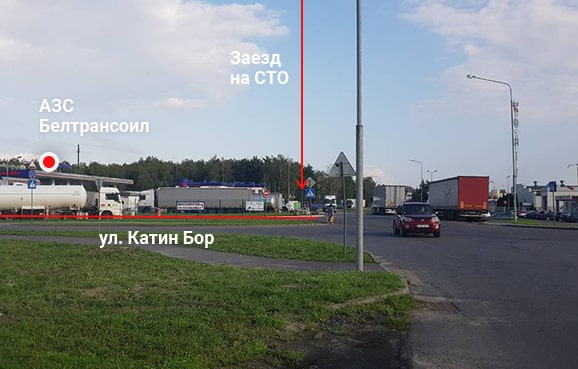 Заезд
на СТО
АЗС
Белтрансоил
ул. Катин Бор